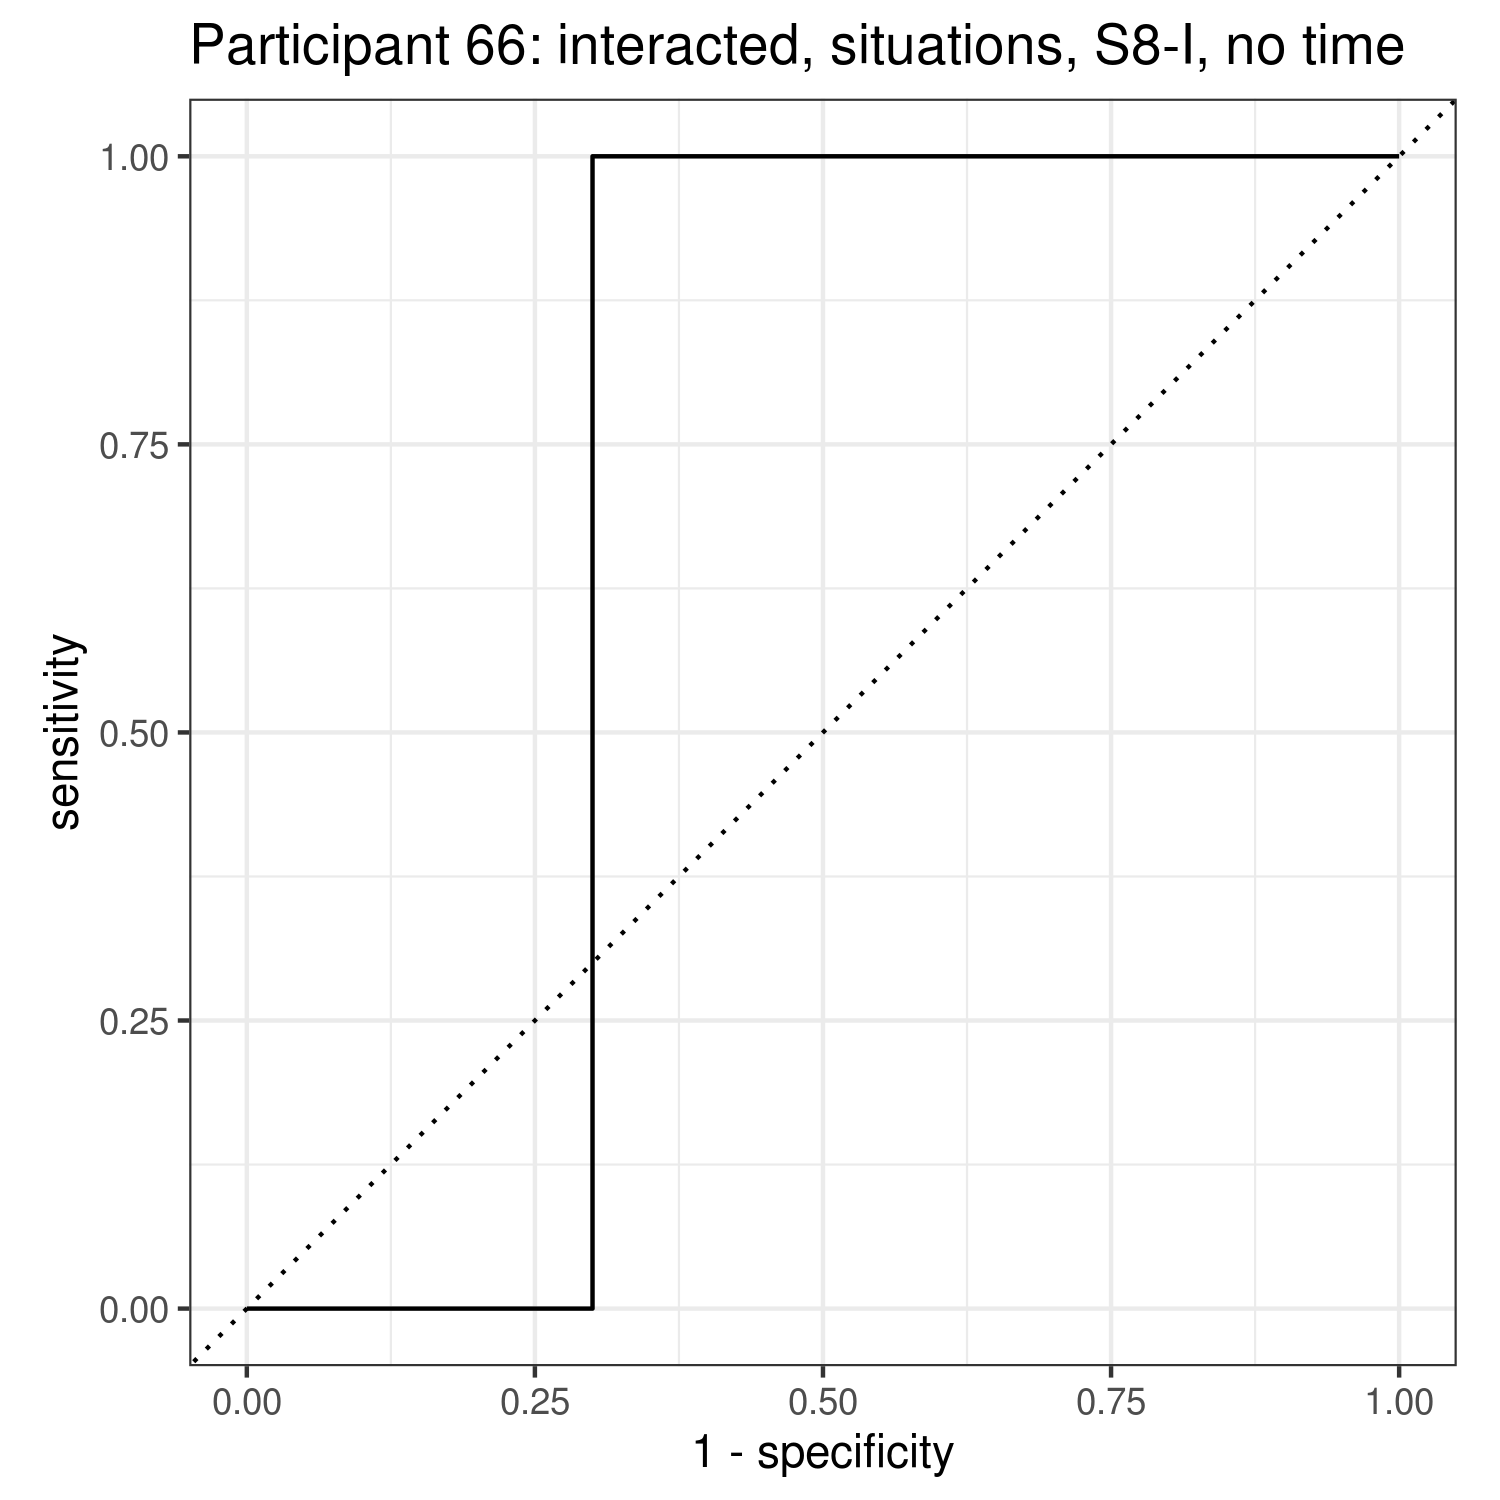 Participant 66: interacted, situations, S8-I, no time
1.00
0.75
0.50
0.25
0.00
sensitivity
0.00 0.25 0.50 0.75 1.00
1 - specificity